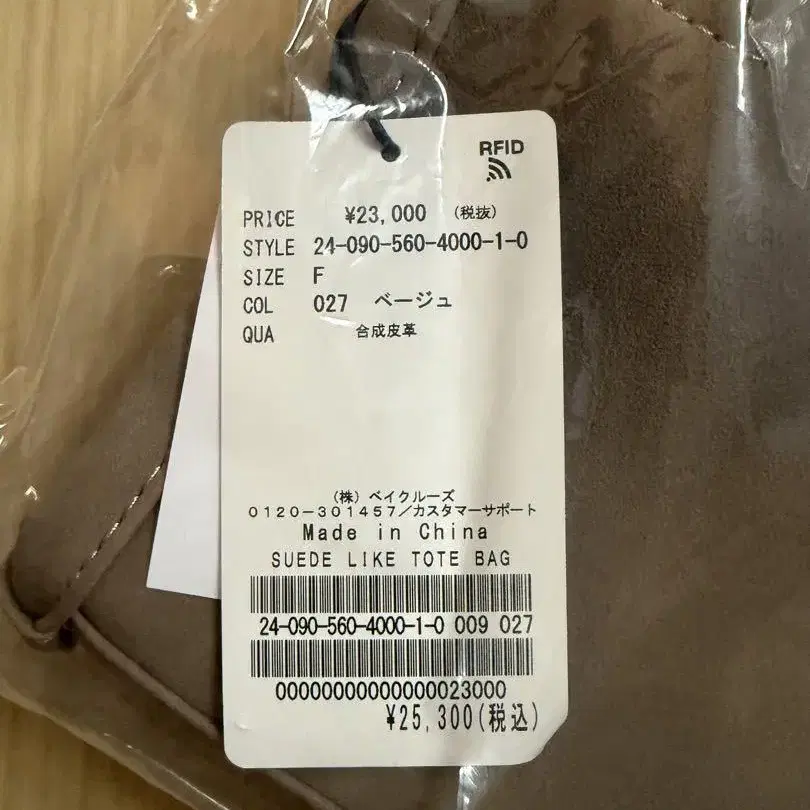 RFID
PRICE ¥23,000 (税抜)
STYLE 24-090-560-4000-1-0
SIZE F
COL 027 ベージュ
QUA 合成皮革
(株) ベイクルーズ
0120-301457/カスタマーサポート
Made in China
SUEDE LIKE TOTE BAG
24-090-560-4000-1-0 009 027
00000000000000023000
¥25,300(税込)